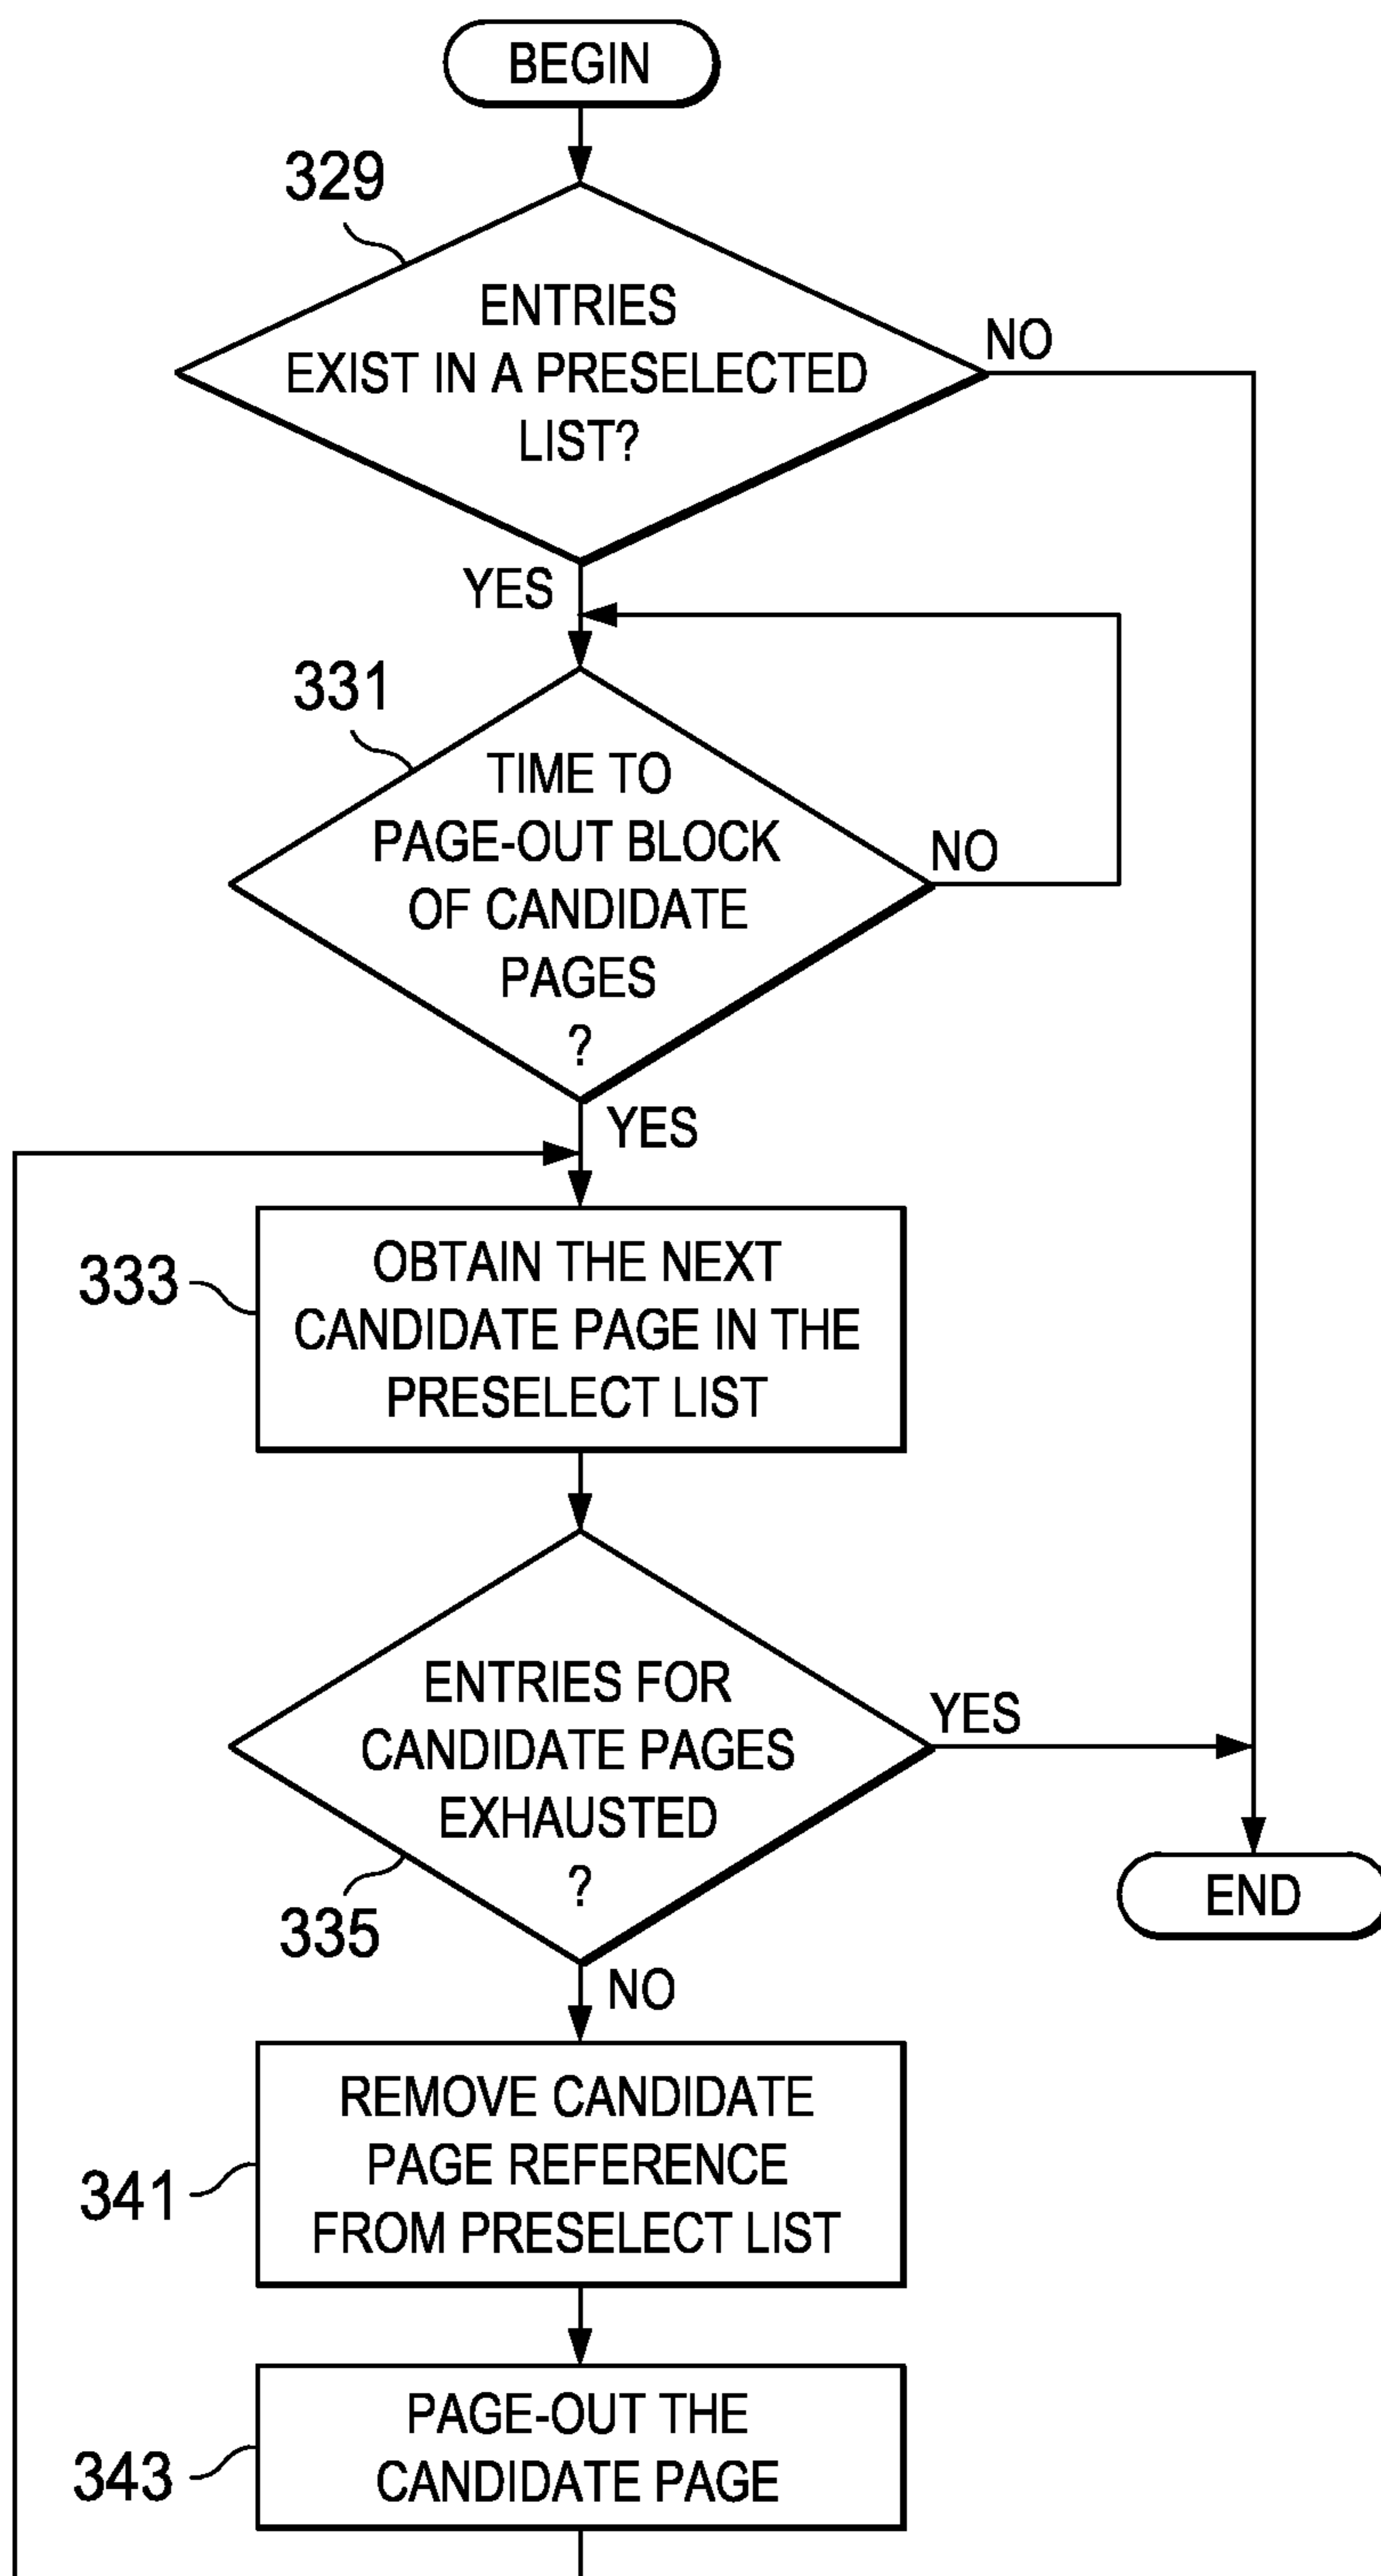 BEGIN
329
ENTRIES
EXIST IN A PRESELECTED
LIST?
NO
YES
331
TIME TO
PAGE-OUT BLOCK
OF CANDIDATE
PAGES
?
NO
YES
333
OBTAIN THE NEXT
CANDIDATE PAGE IN THE
PRESELECT LIST
ENTRIES FOR
CANDIDATE PAGES
EXHAUSTED
?
YES
335
END
NO
341
REMOVE CANDIDATE
PAGE REFERENCE
FROM PRESELECT LIST
343
PAGE-OUT THE
CANDIDATE PAGE